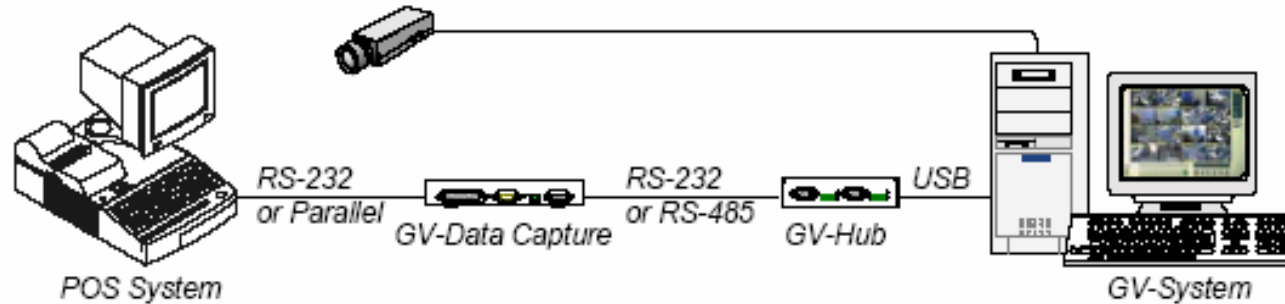 RS-232
or Parallel
GV-Data Capture
RS-232
or RS-485
GV-Hub
USB
POS System
GV-System